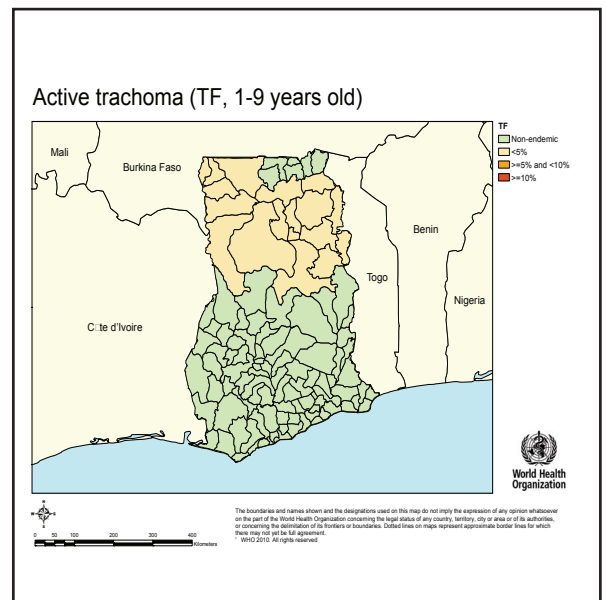 Active trachoma (TF, 1-9 years old)
TF
Non-endemic
<5%
>=5% and <10%
>=10%
Mali
Burkina Faso
Benin
Togo
Nigeria
C□te d'Ivoire
World Health
Organization
N
W
E
S
0 50 100 200 300 400
Kilometers
The boundaries and names shown and the designations used on this map do not imply the expression of any opinion whatsoever
on the part of the World Health Organization concerning the legal status of any country, territory, city or area or of its authorities,
or concerning the delimitation of its frontiers or boundaries. Dotted lines on maps represent approximate border lines for which
there may not yet be full agreement.
WHO 2010. All rights reserved